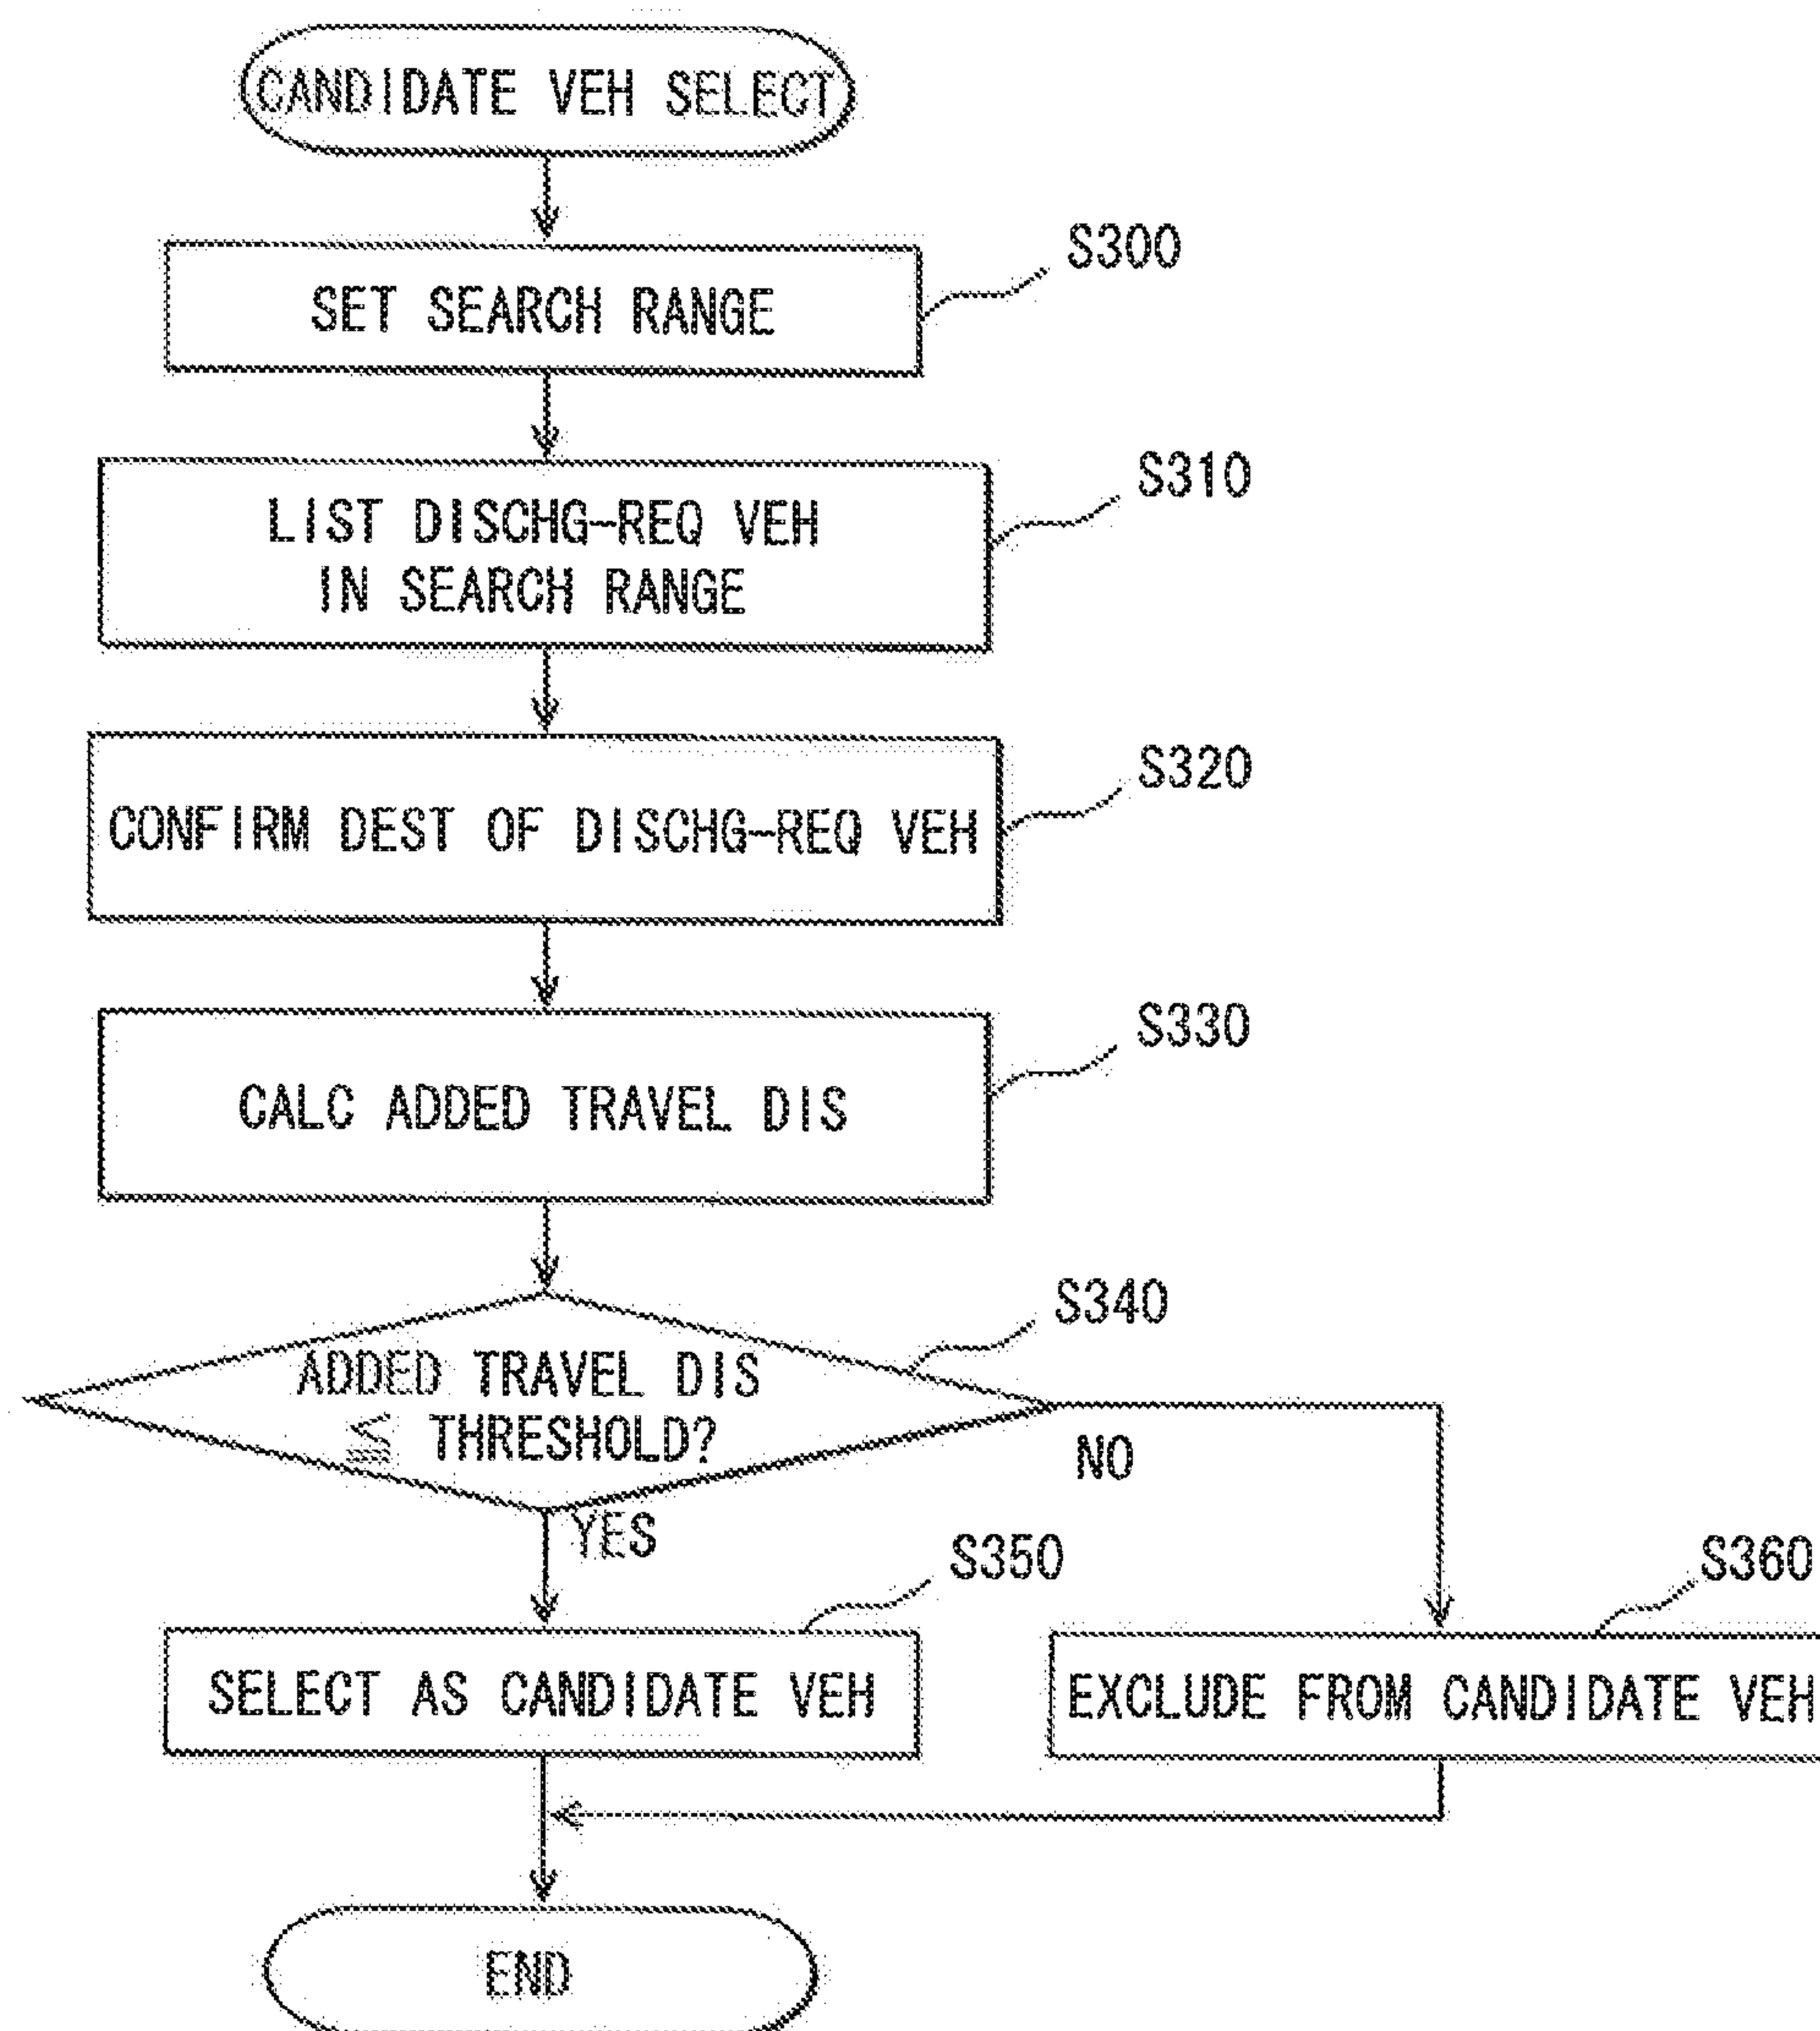 CANDIDATE VEH SELECT
S300
SET SEARCH RANGE
S310
LIST DISCHG-REQ VEH
IN SEARCH RANGE
S320
CONFIRM DEST OF DISCHG-REQ VEH
S330
CALC ADDED TRAVEL DIS
S340
ADDED TRAVEL DIS
≦ THRESHOLD?
NO
YES
S350
SELECT AS CANDIDATE VEH
S360
EXCLUDE FROM CANDIDATE VEH
END